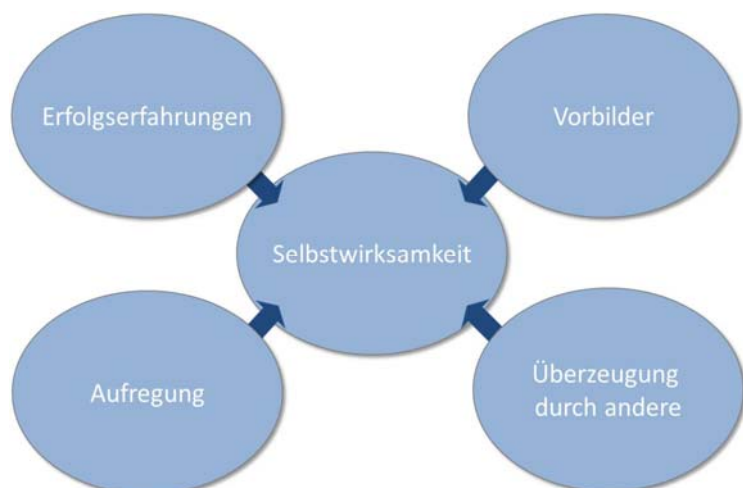 Erfolgserfahrungen
Vorbilder
Selbstwirksamkeit
Aufregung
Überzeugung
durch andere